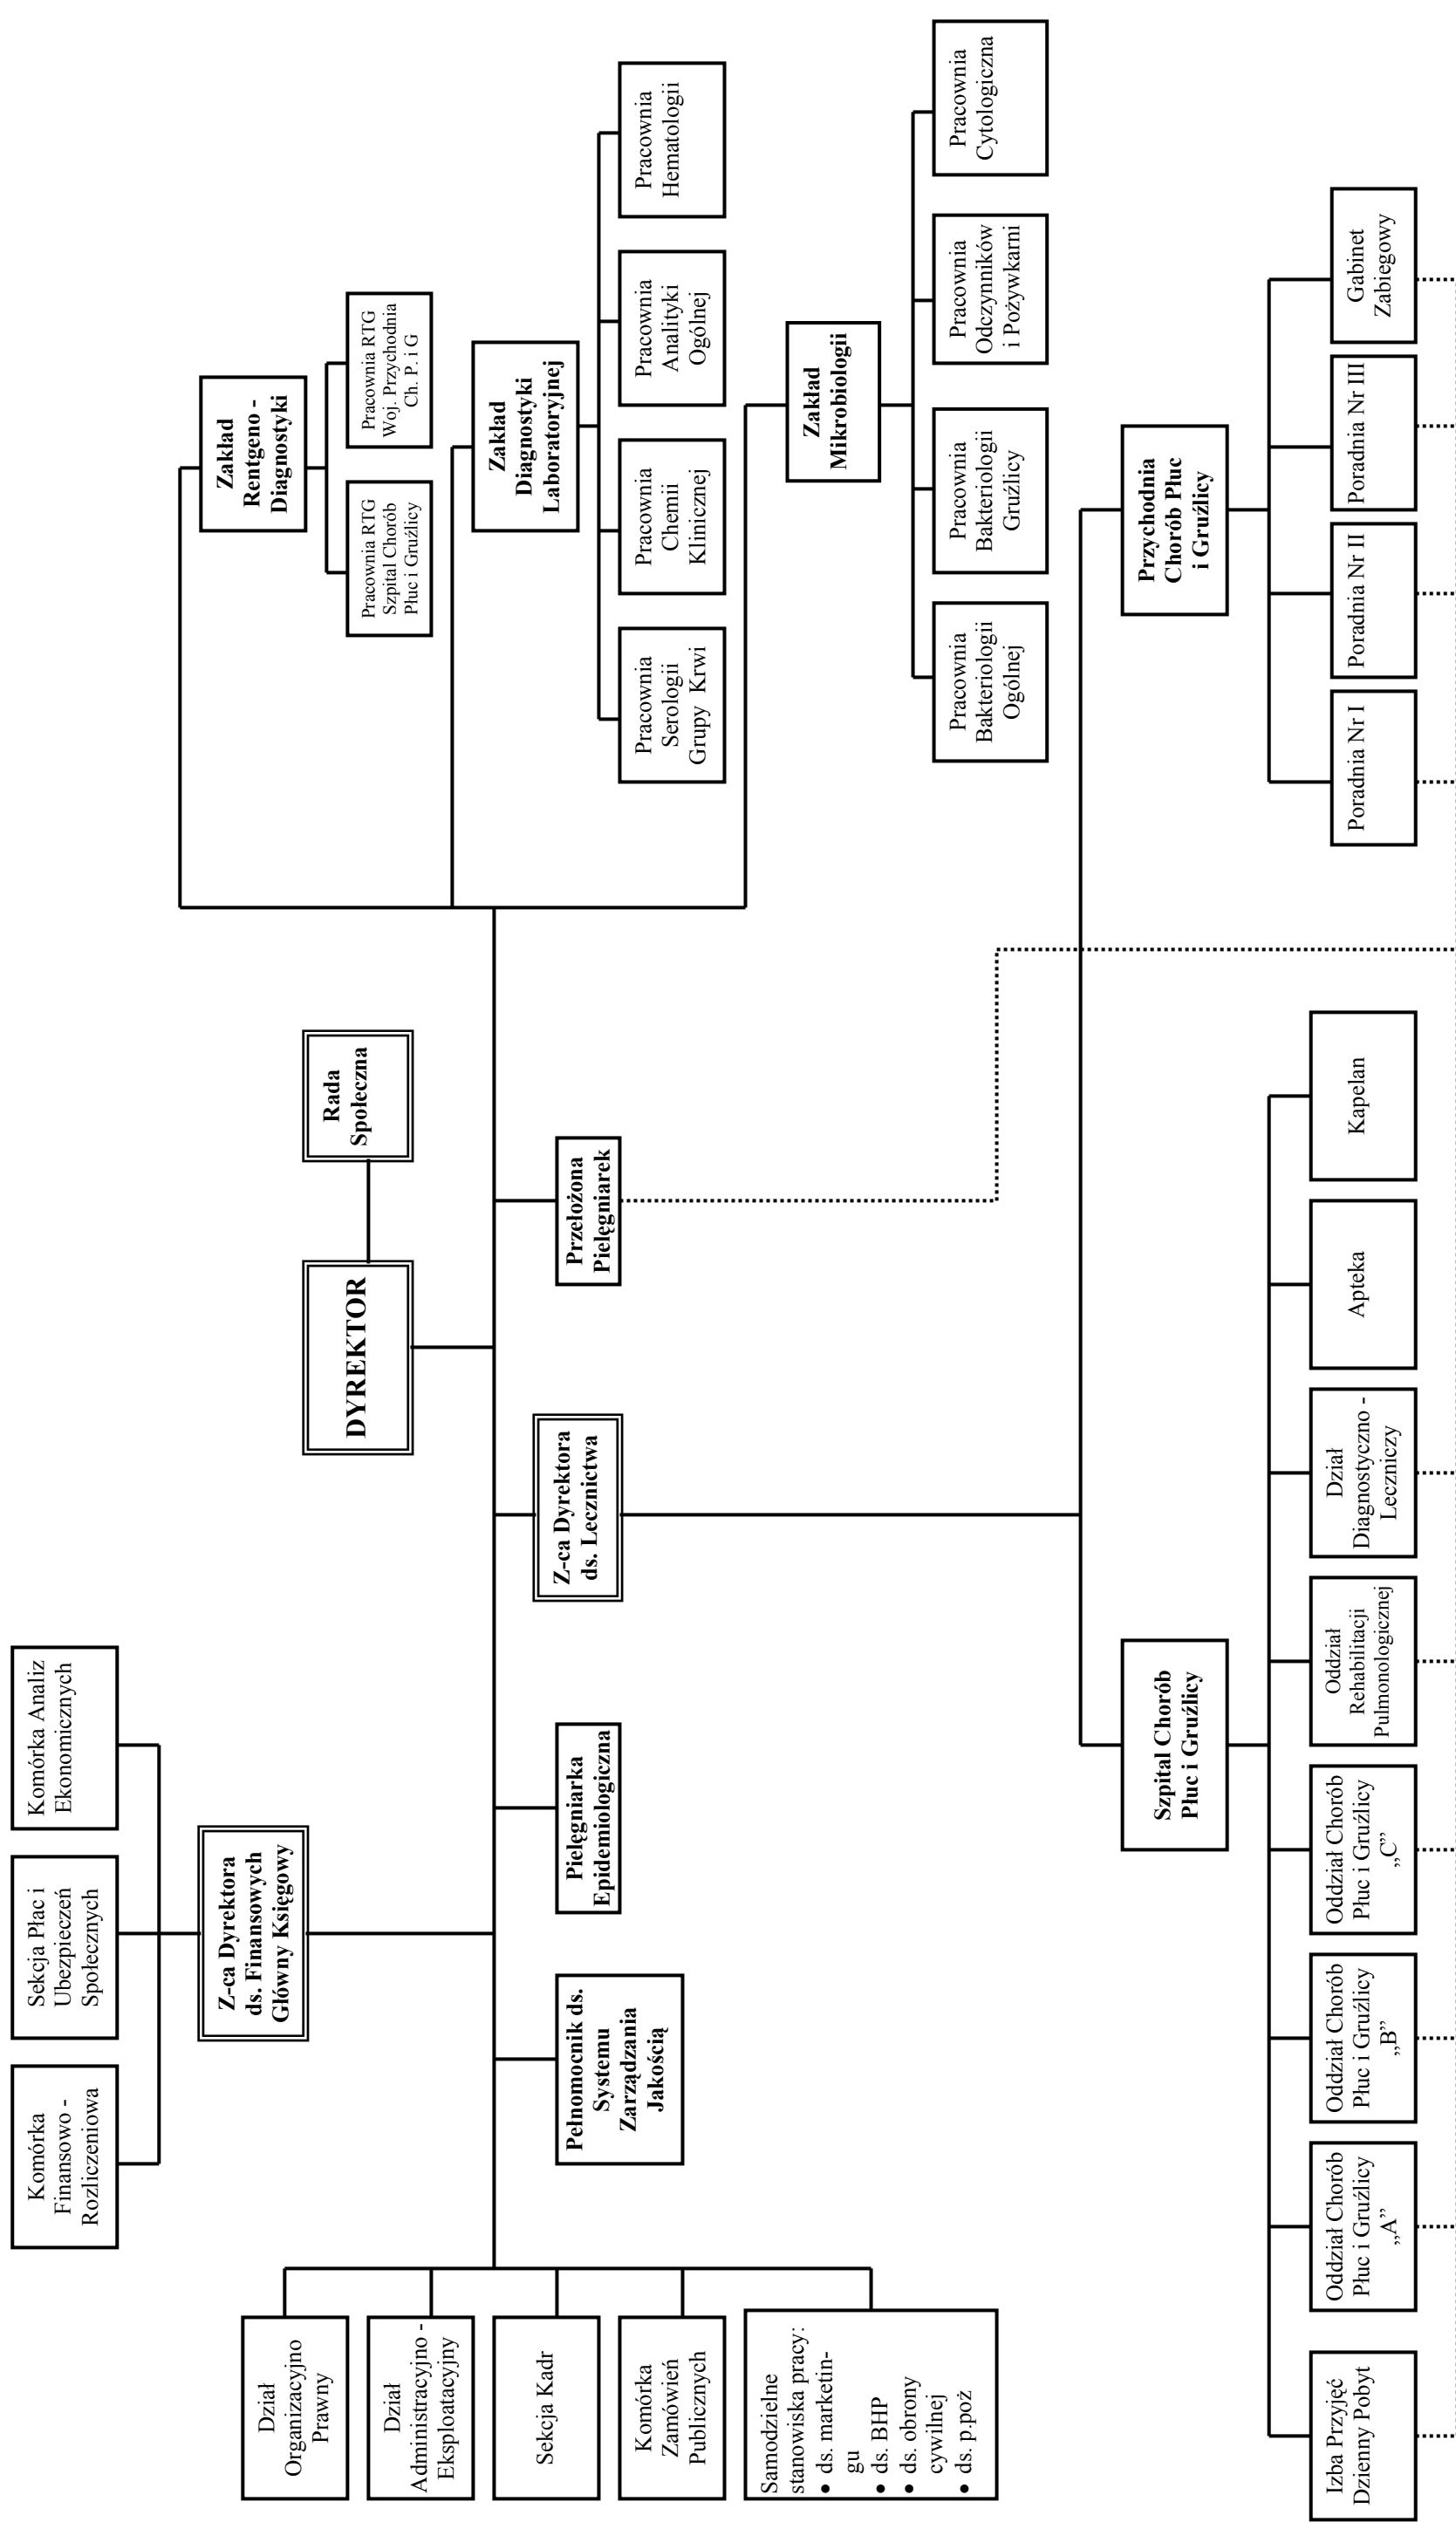 Komórka
Finansowo -
Rozliczeniowa
Sekcja Płac i
Ubezpieczeń
Społecznych
Komórka Analiz
Ekonomicznych
Z-ca Dyrektora
ds. Finansowych
Główny Księgowy
DYREKTOR
Rada
Społeczna
Zakład
Rentgeno -
Diagnostyki
Pracownia RTG
Szpital Chorób
Płuc i Gruźlicy
Pracownia RTG
Woj. Przychodnia
Ch. P. i G
Dział
Organizacyjno
Prawny
Dział
Administracyjno -
Eksploatacyjny
Sekcja Kadr
Komórka
Zamówień
Publicznych
Samodzielne
stanowiska pracy:
• ds. marketin-
gu
• ds. BHP
• ds. obrony
cywilnej
• ds. p.poż
Pełnomocnik ds.
Systemu
Zarządzania
Jakością
Pielęgniarka
Epidemiologiczna
Z-ca Dyrektora
ds. Lecznictwa
Przełożona
Pielęgniarek
Zakład
Diagnostyki
Laboratoryjnej
Pracownia
Serologii
Grupy Krwi
Pracownia
Chemii
Klinicznej
Pracownia
Analityki
Ogólnej
Pracownia
Hematologii
Zakład
Mikrobiologii
Pracownia
Bakteriologii
Ogólnej
Pracownia
Bakteriologii
Gruźlicy
Pracownia
Odczynników
i Pożywkarni
Pracownia
Cytologiczna
Szpital Chorób
Płuc i Gruźlicy
Przychodnia
Chorób Płuc
i Gruźlicy
Izba Przyjęć
Dzienny Pobyt
Oddział Chorób
Płuc i Gruźlicy
„A”
Oddział Chorób
Płuc i Gruźlicy
„B”
Oddział Chorób
Płuc i Gruźlicy
„C”
Oddział
Rehabilitacji
Pulmonologicznej
Dział
Diagnostyczno -
Leczniczy
Apteka
Kapelan
Poradnia Nr I
Poradnia Nr II
Poradnia Nr III
Gabinet
Zabiegowy